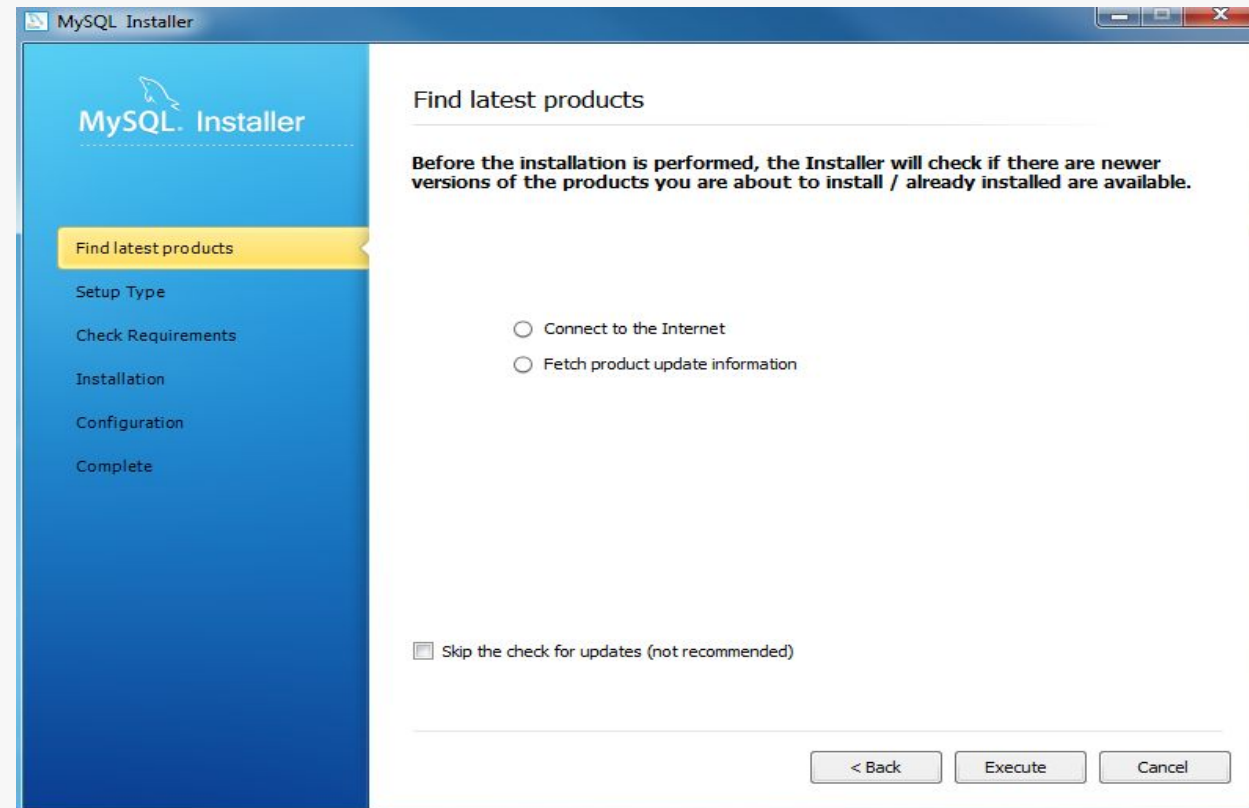 MySQL Installer
MySQL. Installer
Find latest products
Setup Type
Check Requirements
Installation
Configuration
Complete
Find latest products
Before the installation is performed, the Installer will check if there are newer
versions of the products you are about to install / already installed are available.
Connect to the Internet
Fetch product update information
Skip the check for updates (not recommended)
< Back
Execute
Cancel